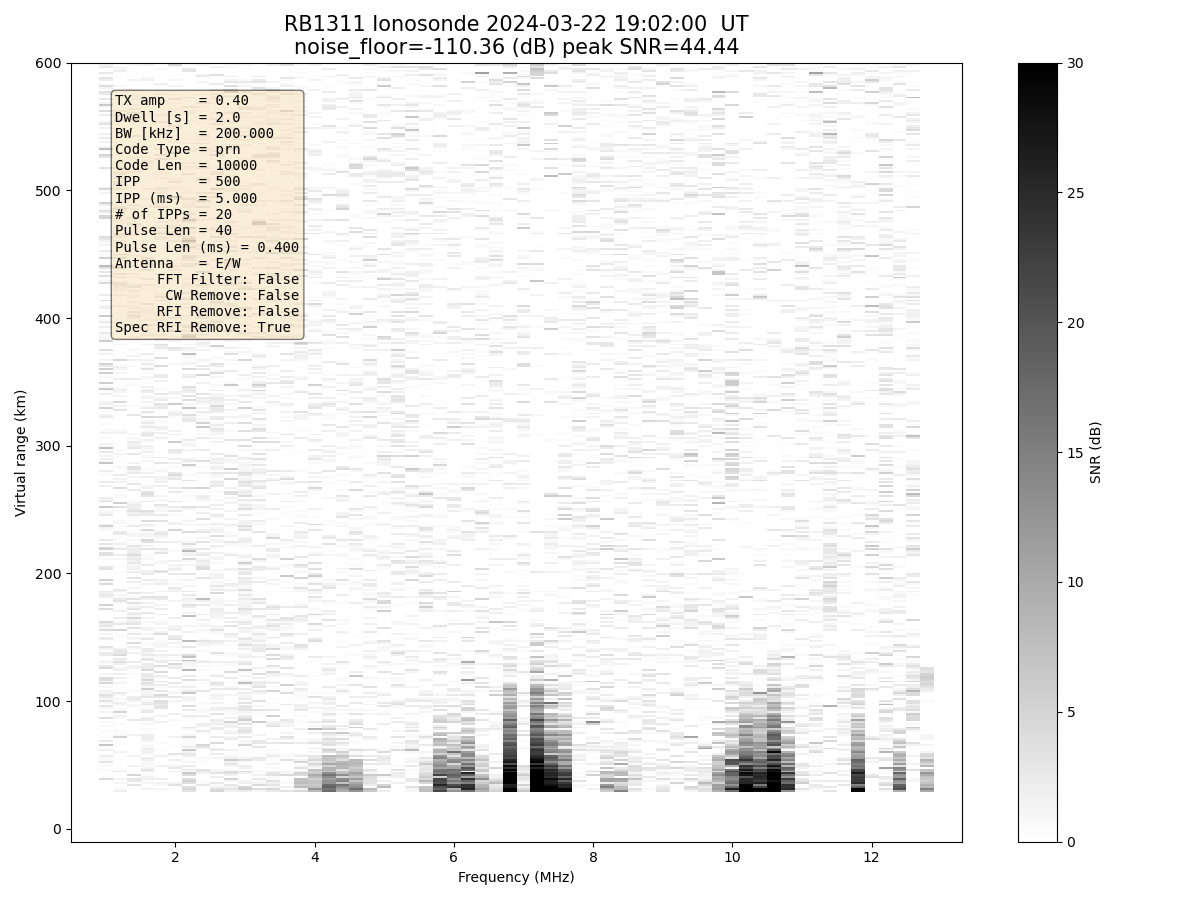 RB1311 Ionosonde 2024-03-22 19:02:00  UT
noise_floor=-110.36 (dB) peak SNR=44.44
TX amp    = 0.40
Dwell [s] = 2.0
BW [kHz]  = 200.000
Code Type = prn
Code Len  = 10000
IPP       = 500
IPP (ms)  = 5.000
# of IPPs = 20
Pulse Len = 40
Pulse Len (ms) = 0.400
Antenna   = E/W
FFT Filter: False
CW Remove: False
RFI Remove: False
Spec RFI Remove: True
Virtual range (km)
600
500
400
300
200
100
0
2
4
6
8
10
12
Frequency (MHz)
30
25
20
15
10
5
0
SNR (dB)